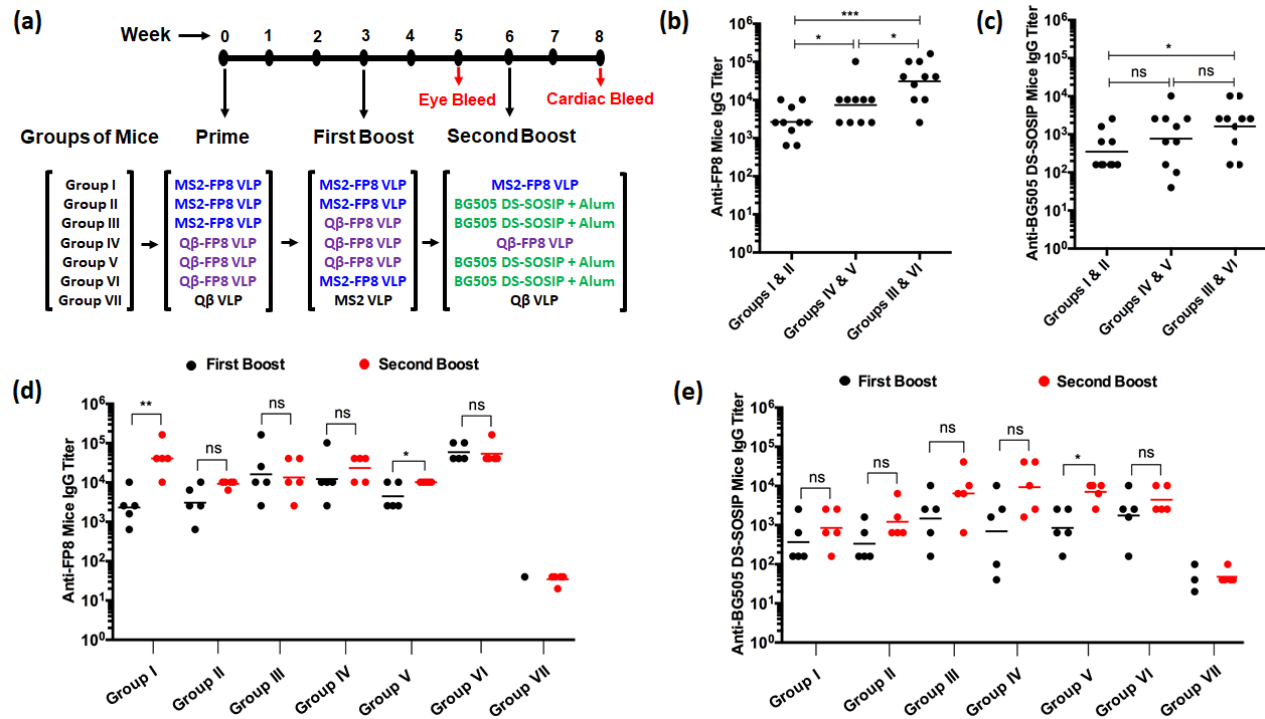 (a)
Week
0 1 2 3 4 5 6 7 8
Eye Bleed Cardiac Bleed
Groups of Mice Prime First Boost Second Boost
Group I MS2-FP8 VLP MS2-FP8 VLP MS2-FP8 VLP
Group II MS2-FP8 VLP MS2-FP8 VLP BG505 DS-SOSIP + Alum
Group III MS2-FP8 VLP Qβ-FP8 VLP BG505 DS-SOSIP + Alum
Group IV Qβ-FP8 VLP Qβ-FP8 VLP Qβ-FP8 VLP
Group V Qβ-FP8 VLP Qβ-FP8 VLP BG505 DS-SOSIP + Alum
Group VI Qβ-FP8 VLP MS2-FP8 VLP BG505 DS-SOSIP + Alum
Group VII Qβ VLP MS2 VLP Qβ VLP
(b)
Anti-FP8 Mice IgG Titer
10⁶
10⁵
10⁴
10³
10²
10¹
10⁰
***
* *
Groups I & II Groups IV & V Groups III & VI
(c)
Anti-BG505 DS-SOSIP Mice IgG Titer
10⁶
10⁵
10⁴
10³
10²
10¹
10⁰
*
ns ns
Groups I & II Groups IV & V Groups III & VI
(d)
First Boost Second Boost
Anti-FP8 Mice IgG Titer
10⁶
10⁵
10⁴
10³
10²
10¹
10⁰
** ns ns ns * ns
Group I Group II Group III Group IV Group V Group VI Group VII
(e)
First Boost Second Boost
Anti-BG505 DS-SOSIP Mice IgG Titer
10⁶
10⁵
10⁴
10³
10²
10¹
10⁰
ns ns ns ns * ns
Group I Group II Group III Group IV Group V Group VI Group VII